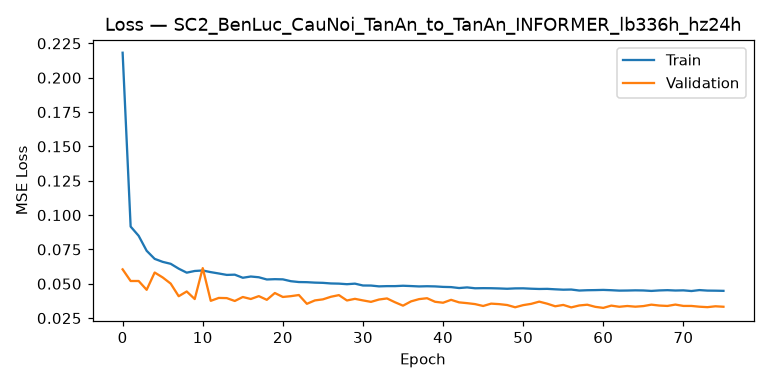 Loss — SC2_BenLuc_CauNoi_TanAn_to_TanAn_INFORMER_lb336h_hz24h
Train
Validation
MSE Loss
0.225
0.200
0.175
0.150
0.125
0.100
0.075
0.050
0.025
0 10 20 30 40 50 60 70
Epoch